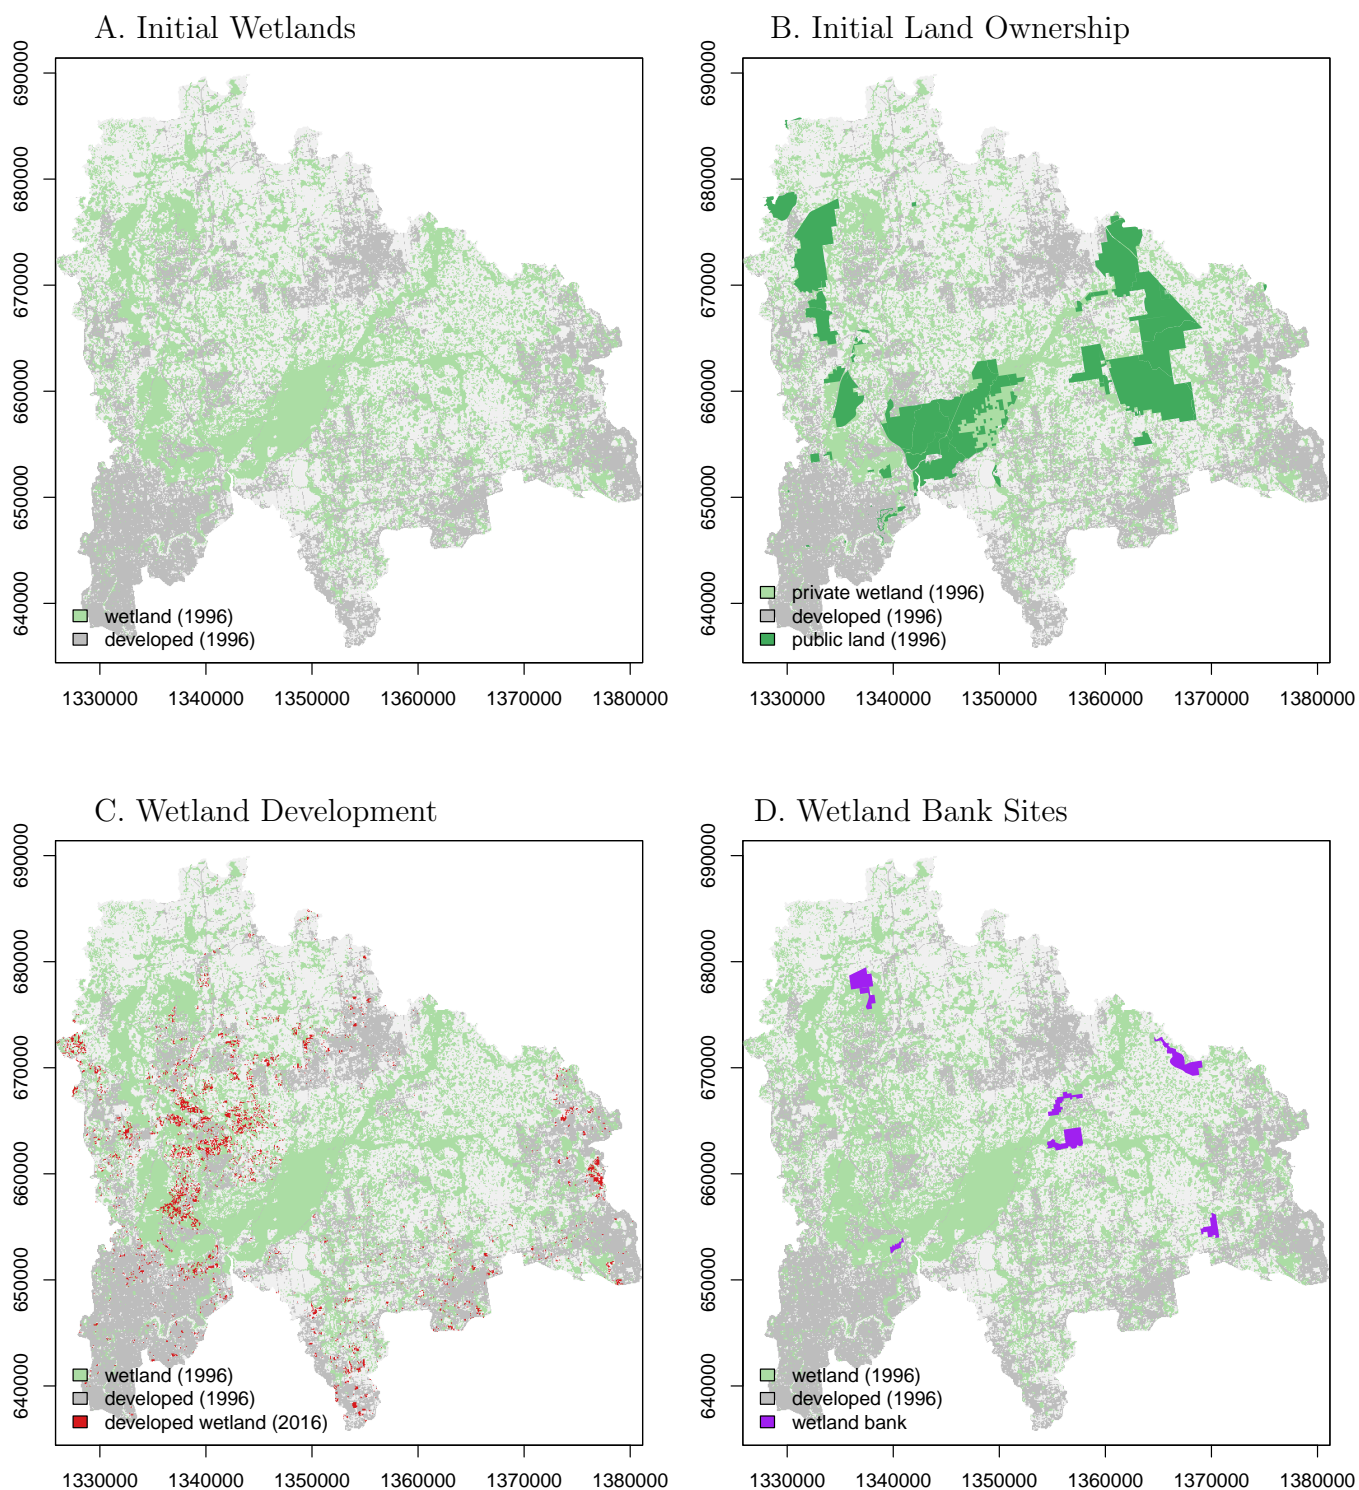 A. Initial Wetlands
690000
680000
670000
660000
650000
640000
wetland (1996)
developed (1996)
1330000 1340000 1350000 1360000 1370000 1380000
B. Initial Land Ownership
690000
680000
670000
660000
650000
640000
private wetland (1996)
developed (1996)
public land (1996)
1330000 1340000 1350000 1360000 1370000 1380000
C. Wetland Development
690000
680000
670000
660000
650000
640000
wetland (1996)
developed (1996)
developed wetland (2016)
1330000 1340000 1350000 1360000 1370000 1380000
D. Wetland Bank Sites
690000
680000
670000
660000
650000
640000
wetland (1996)
developed (1996)
wetland bank
1330000 1340000 1350000 1360000 1370000 1380000